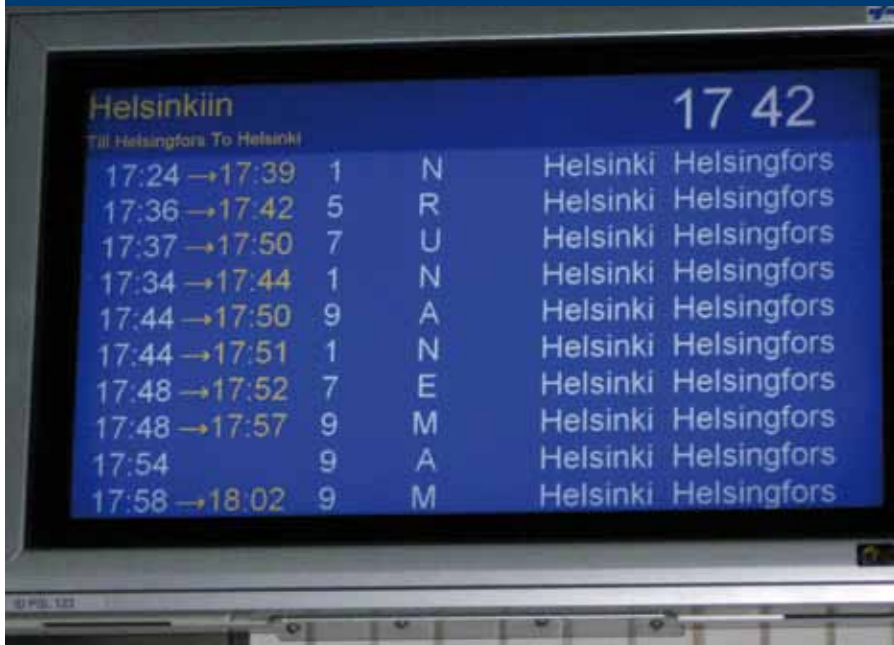 Helsinkiin 17 42
Till Helsingfors To Helsinki
17:24 →17:39 1 N Helsinki Helsingfors
17:36 →17:42 5 R Helsinki Helsingfors
17:37 →17:50 7 U Helsinki Helsingfors
17:34 →17:44 1 N Helsinki Helsingfors
17:44 →17:50 9 A Helsinki Helsingfors
17:44 →17:51 1 N Helsinki Helsingfors
17:48 →17:52 7 E Helsinki Helsingfors
17:48 →17:57 9 M Helsinki Helsingfors
17:54 9 A Helsinki Helsingfors
17:58 →18:02 9 M Helsinki Helsingfors